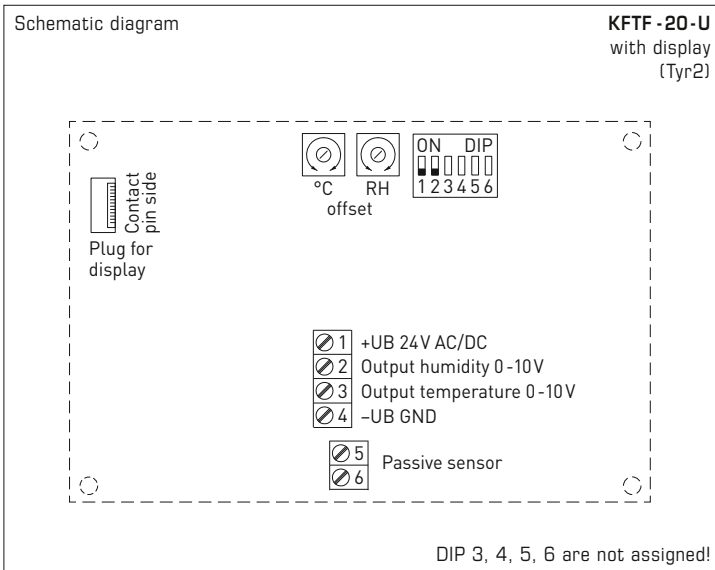 Schematic diagram
KFTF - 20 - U
with display
(Tyr2)
ON DIP
1 2 3 4 5 6
°C RH
offset
Contact
pin side
Plug for
display
1 +UB 24V AC/DC
2 Output humidity 0-10V
3 Output temperature 0-10V
4 –UB GND
5
6
Passive sensor
DIP 3, 4, 5, 6 are not assigned!